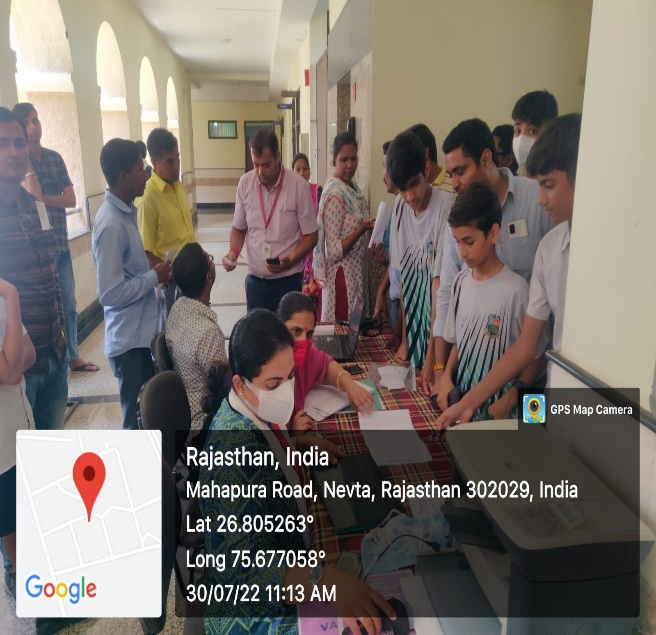 GPS Map Camera
Rajasthan, India
Mahapura Road, Nevta, Rajasthan 302029, India
Lat 26.805263°
Long 75.677058°
30/07/22 11:13 AM
Google